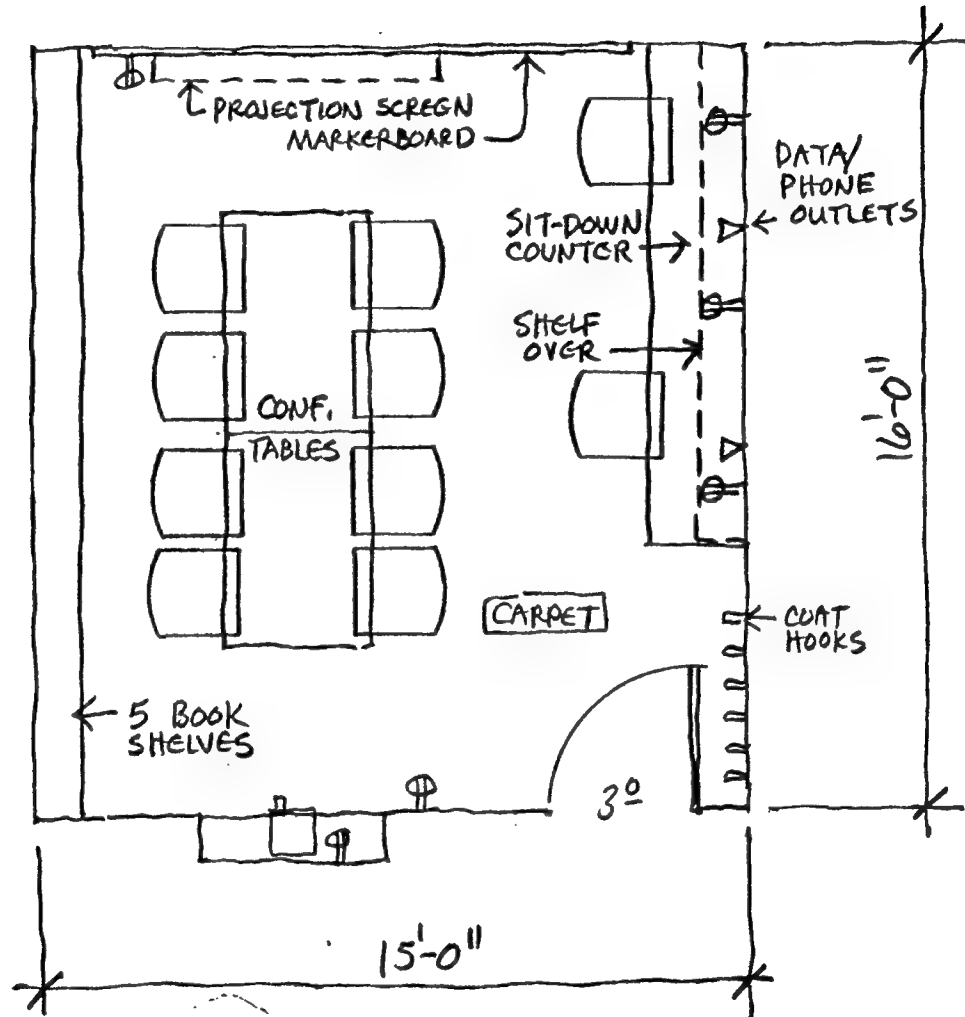 PROJECTION SCREEN
MARKERBOARD
DATA/
PHONE
OUTLETS
SIT-DOWN
COUNTER
SHELF
OVER
16'-0"
CONF.
TABLES
CARPET
COAT
HOOKS
5 BOOK
SHELVES
3º
15'-0"